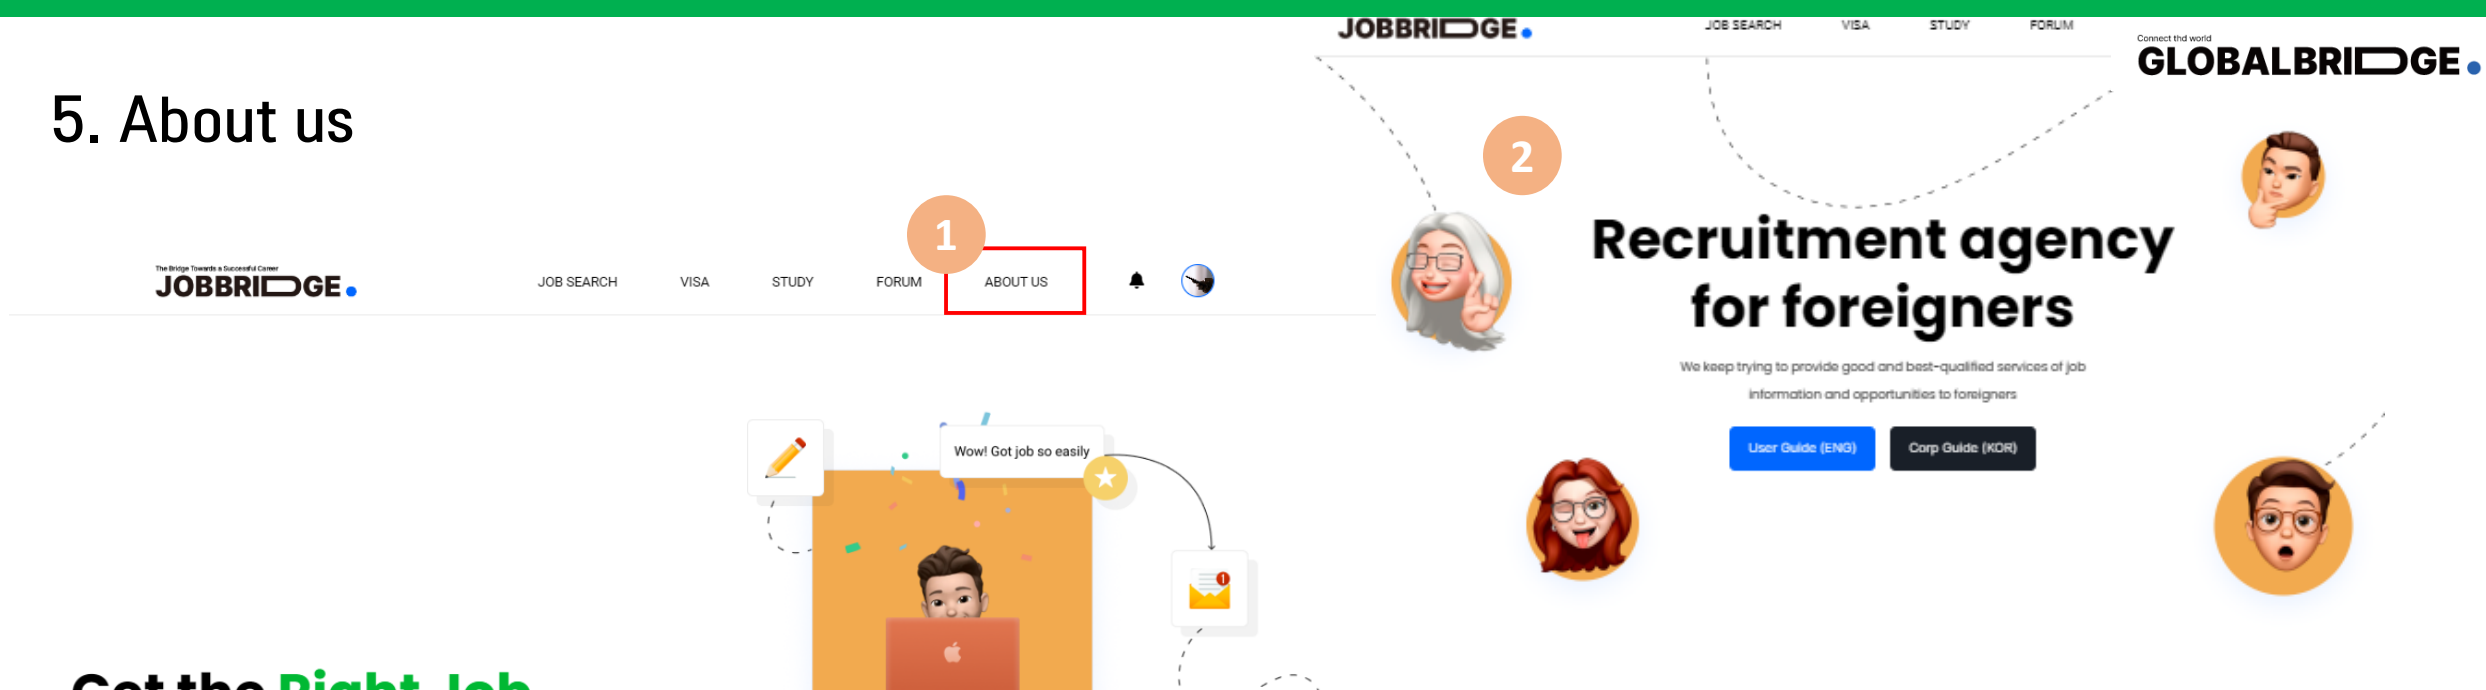 JOBBRIDGE.
JOB SEARCH VISA STUDY FORUM
Connect thd world
GLOBALBRIDGE.
5. About us
1
The Bridge Towards a Successful Career
JOBBRIDGE.
JOB SEARCH VISA STUDY FORUM ABOUT US
2
Recruitment agency
for foreigners
We keep trying to provide good and best-qualified services of job
information and opportunities to foreigners
User Guide (ENG) Corp Guide (KOR)
Wow! Got job so easily
1
Get the Right Job